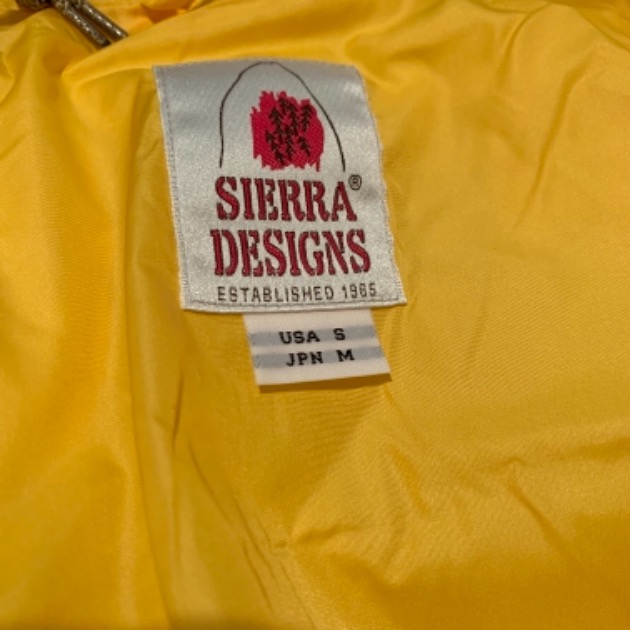 SIERRA®
DESIGNS
ESTABLISHED 1965
USA S
JPN M